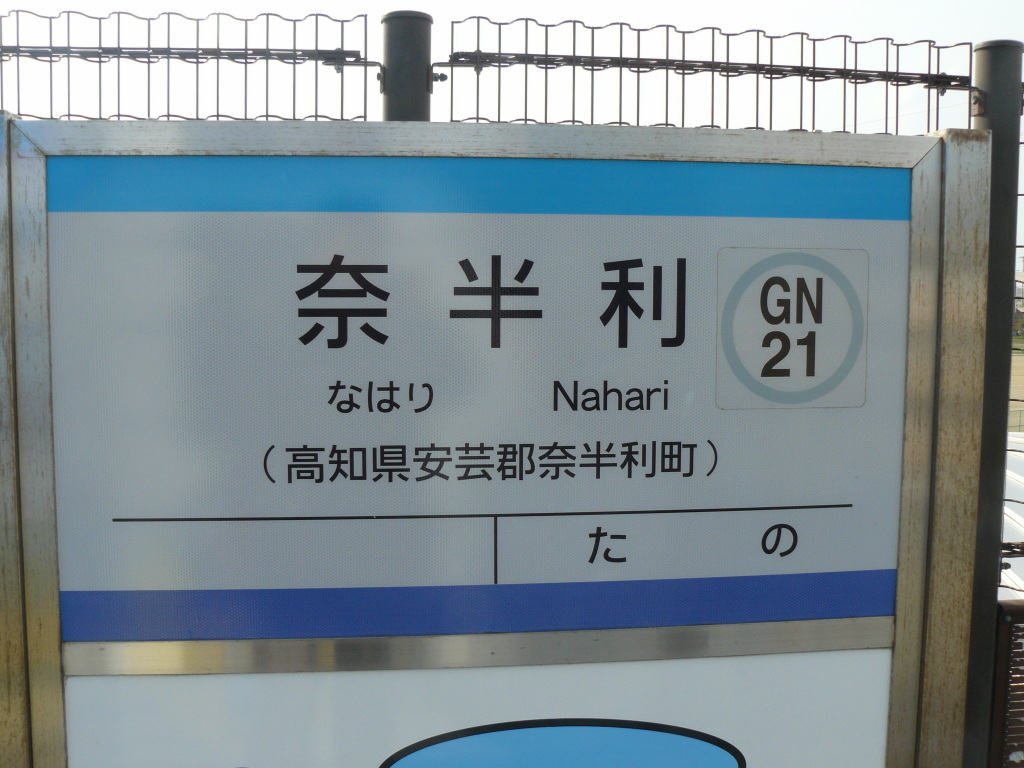 奈半利
GN
21
なはり Nahari
（高知県安芸郡奈半利町）
たの